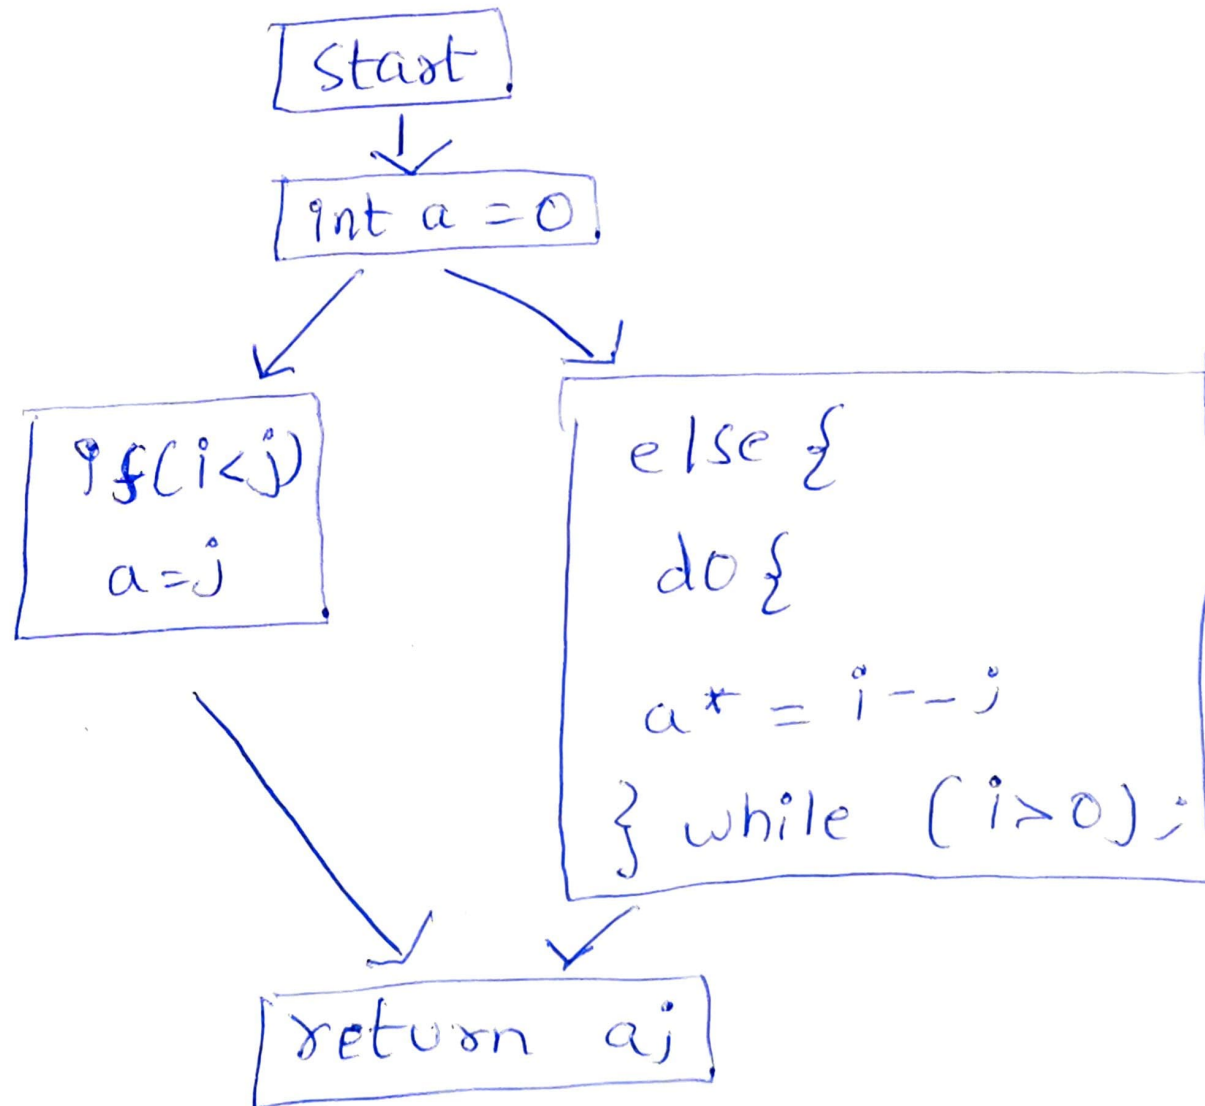 start
int a = 0
if(i<j)
a=j
else {
do {
a* = i--j
} while (i>0);
return a;